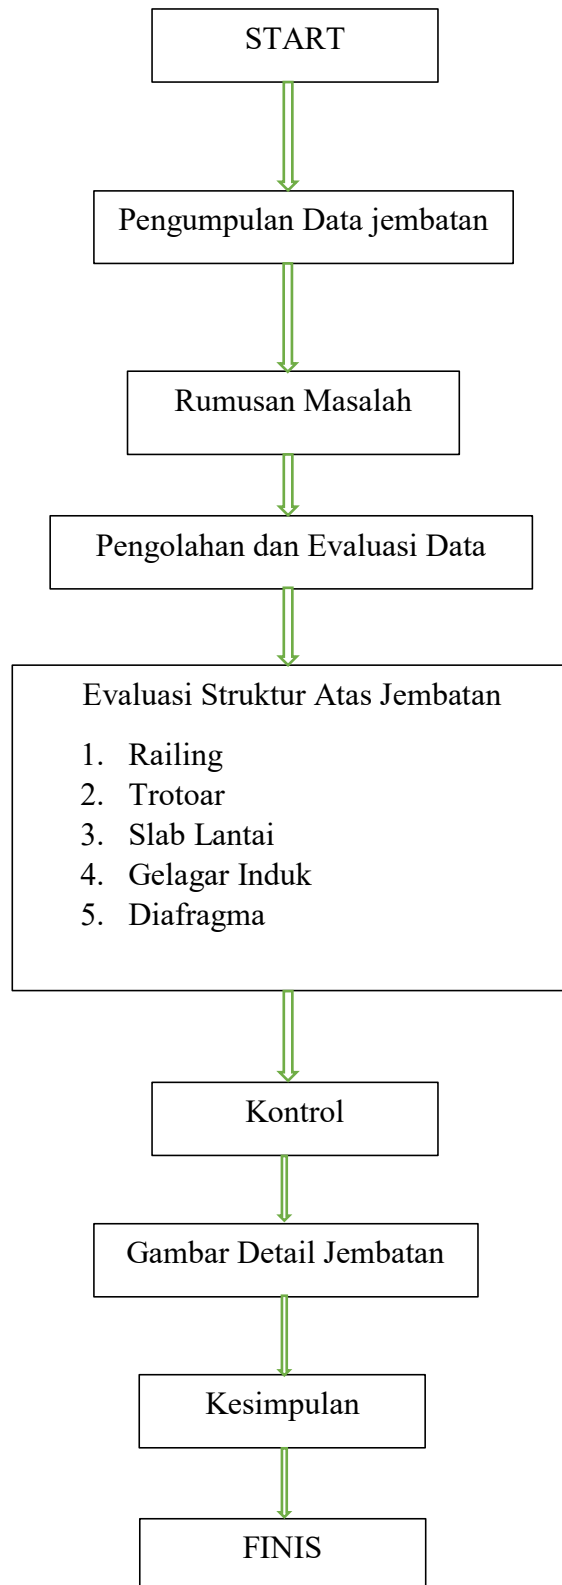 START
Pengumpulan Data jembatan
Rumusan Masalah
Pengolahan dan Evaluasi Data
Evaluasi Struktur Atas Jembatan
1. Railing
2. Trotoar
3. Slab Lantai
4. Gelagar Induk
5. Diafragma
Kontrol
Gambar Detail Jembatan
Kesimpulan
FINIS